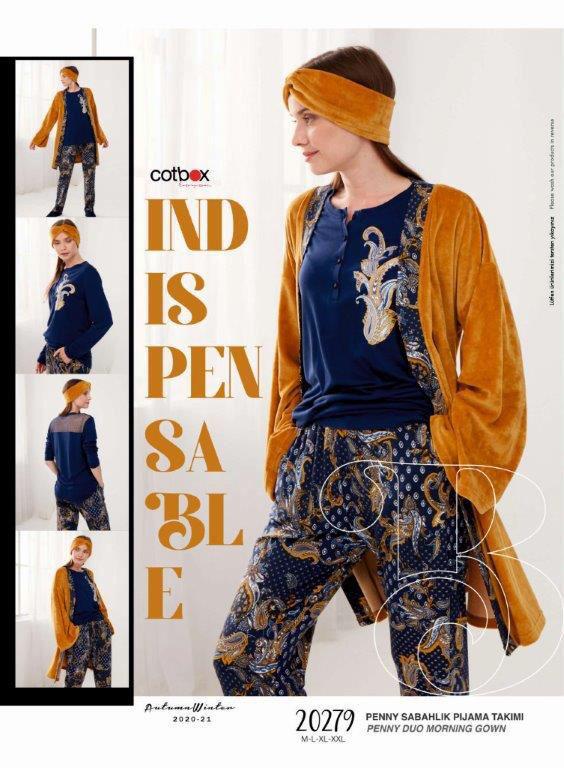 cotbox
IND
IS
PEN
SA
BL
E
Lütfen ürünlerimizi tersten yıkayınız Please wash our products in reverse
B
Autumn Winter
2020-21
20279
M-L-XL-XXL
PENNY SABAHLIK PIJAMA TAKIMI
PENNY DUO MORNING GOWN